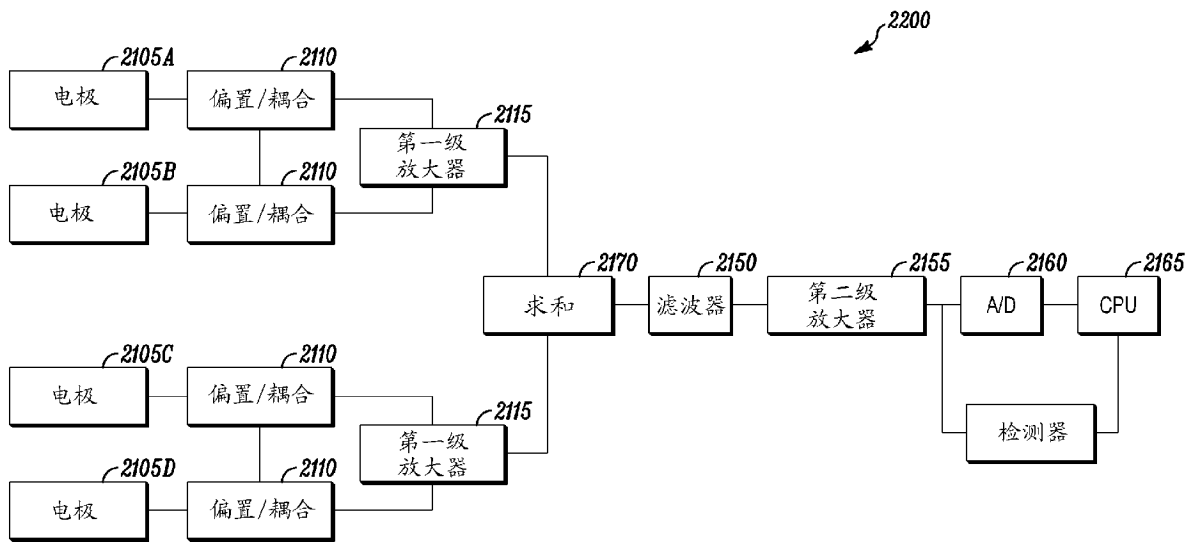 2200
2105A
电极
2110
偏置/耦合
2115
第一级
放大器
2105B
电极
2110
偏置/耦合
2170
求和
2150
滤波器
2155
第二级
放大器
2160
A/D
2165
CPU
2105C
电极
2110
偏置/耦合
2115
第一级
放大器
检测器
2105D
电极
2110
偏置/耦合